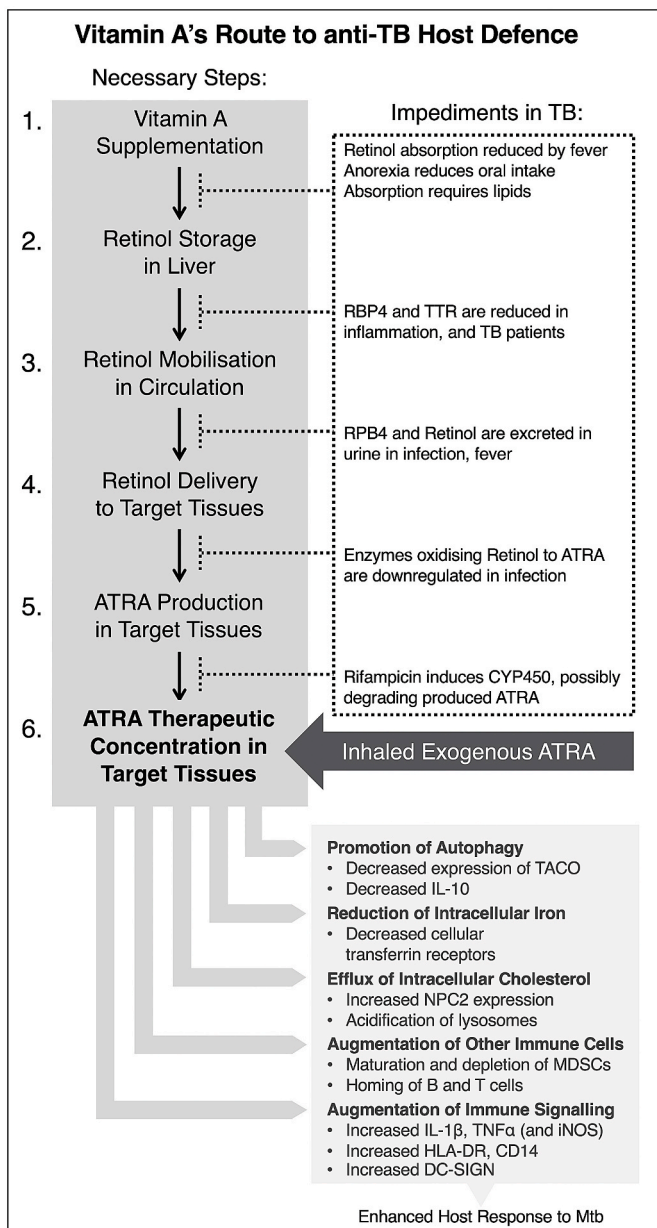 Vitamin A's Route to anti-TB Host Defence
Necessary Steps:
1.
Vitamin A
Supplementation
2.
Retinol Storage
in Liver
3.
Retinol Mobilisation
in Circulation
4.
Retinol Delivery
to Target Tissues
5.
ATRA Production
in Target Tissues
6.
ATRA Therapeutic
Concentration in
Target Tissues
Impediments in TB:
Retinol absorption reduced by fever
Anorexia reduces oral intake
Absorption requires lipids
RBP4 and TTR are reduced in
inflammation, and TB patients
RPB4 and Retinol are excreted in
urine in infection, fever
Enzymes oxidising Retinol to ATRA
are downregulated in infection
Rifampicin induces CYP450, possibly
degrading produced ATRA
Inhaled Exogenous ATRA
Promotion of Autophagy
• Decreased expression of TACO
• Decreased IL-10
Reduction of Intracellular Iron
• Decreased cellular
transferrin receptors
Efflux of Intracellular Cholesterol
• Increased NPC2 expression
• Acidification of lysosomes
Augmentation of Other Immune Cells
• Maturation and depletion of MDSCs
• Homing of B and T cells
Augmentation of Immune Signalling
• Increased IL-1β, TNFα (and iNOS)
• Increased HLA-DR, CD14
• Increased DC-SIGN
Enhanced Host Response to Mtb